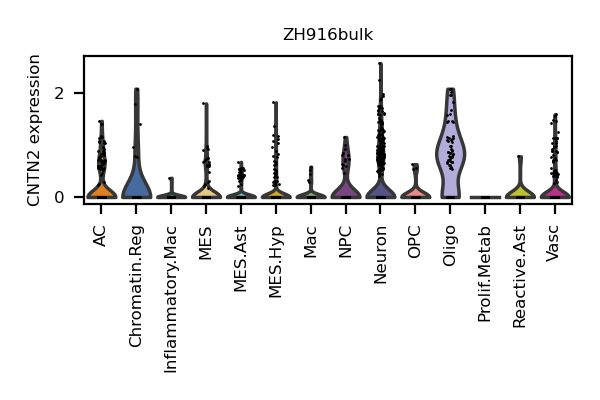 ZH916bulk
CNTN2 expression
2
0
AC
Chromatin.Reg
Inflammatory.Mac
MES
MES.Ast
MES.Hyp
Mac
NPC
Neuron
OPC
Oligo
Prolif.Metab
Reactive.Ast
Vasc